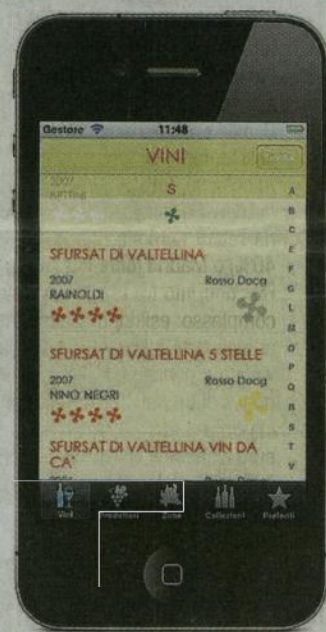 Gestore 11:48
VINI
2007
S
SFURSAT DI VALTELLINA
2007 Rosso Docg
RAINOLDI
SFURSAT DI VALTELLINA 5 STELLE
2007 Rosso Docg
NINO NEGRI
SFURSAT DI VALTELLINA VIN DA
CA'
A
B
C
E
F
G
L
M
O
P
Q
R
S
T
V
Vini Produttori Zone Collezioni Preferiti